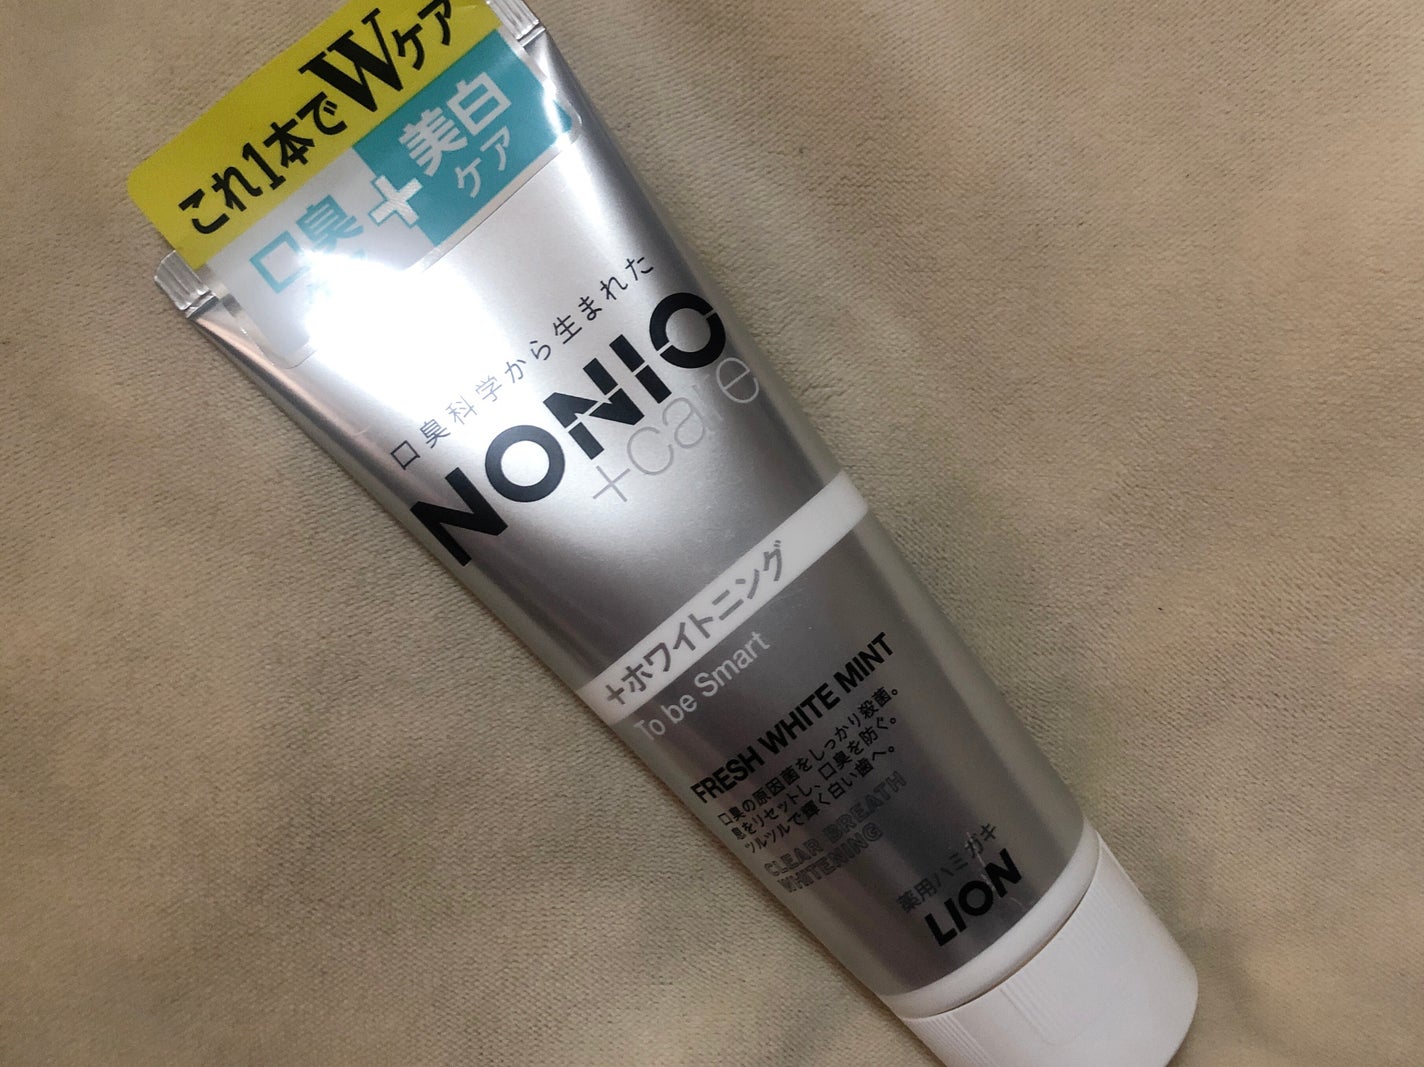 これ1本でWケア
口臭
+
美白
ケア
口臭科学から生まれた
NONIO
+care
+ホワイトニング
To be Smart
FRESH WHITE MINT
口臭の原因菌をしっかり殺菌。
息をリセットし、口臭を防ぐ。
ツルツルで輝く白い歯へ。
CLEAR BREATH
WHITENING
薬用ハミガキ
LION